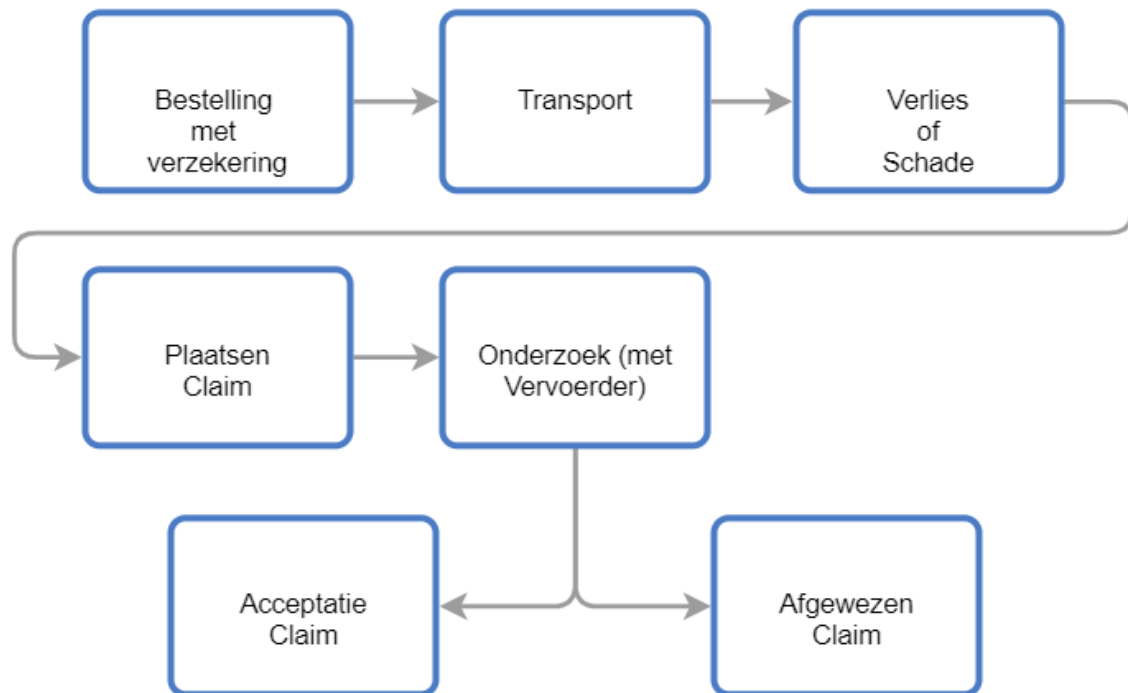 Bestelling
met
verzekering
Transport
Verlies
of
Schade
Plaatsen
Claim
Onderzoek (met
Vervoerder)
Acceptatie
Claim
Afgewezen
Claim